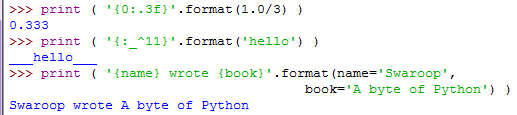 >>> print ( '{0:.3f}'.format(1.0/3) )
0.333
>>> print ( '{:_^11}'.format('hello') )
___hello___
>>> print ( '{name} wrote {book}'.format(name='Swaroop',
book='A byte of Python') )
Swaroop wrote A byte of Python